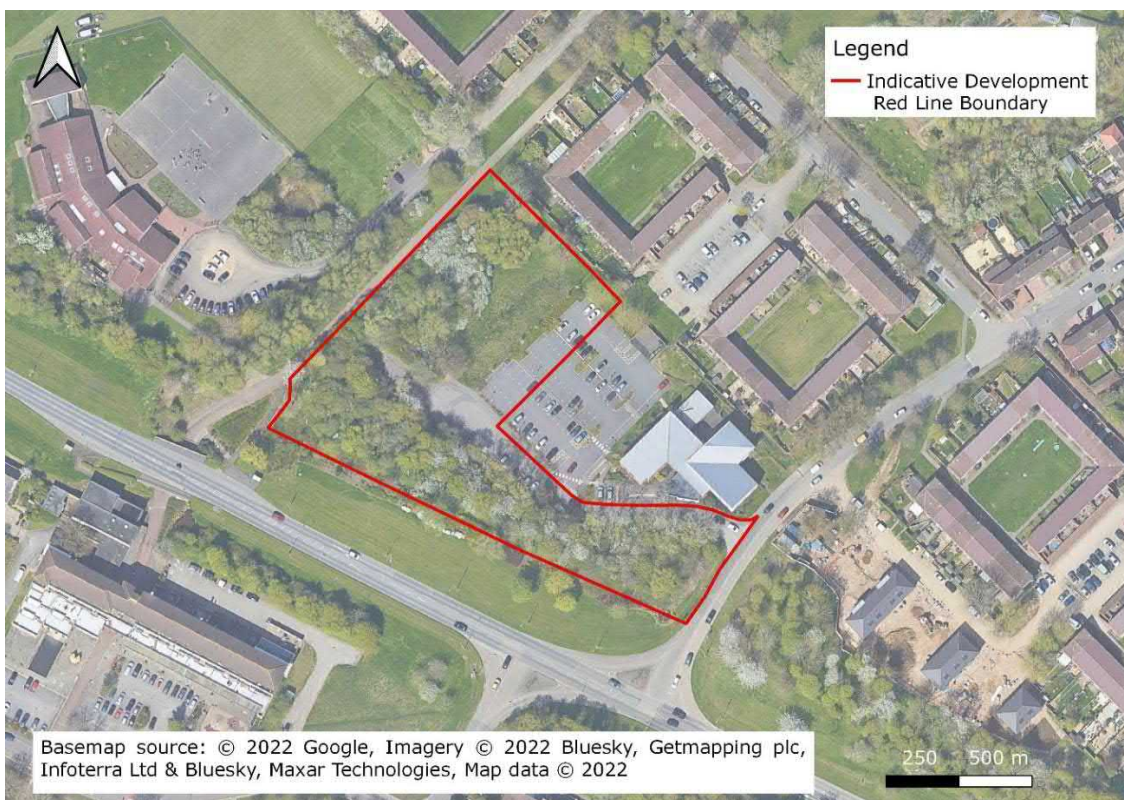 Legend
Indicative Development
Red Line Boundary
Basemap source: © 2022 Google, Imagery © 2022 Bluesky, Getmapping plc,
Infoterra Ltd & Bluesky, Maxar Technologies, Map data © 2022
250 500 m